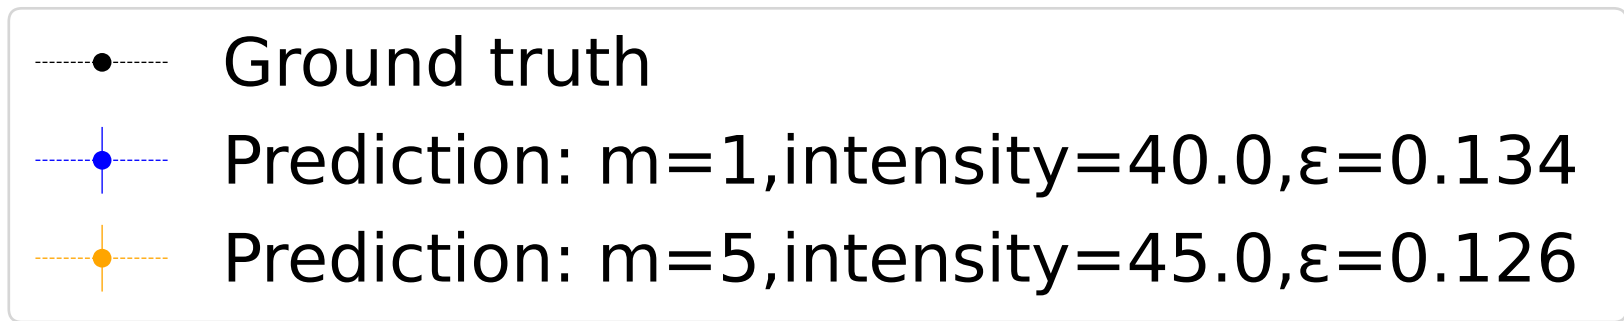 Ground truth
Prediction: m=1,intensity=40.0,ε=0.134
Prediction: m=5,intensity=45.0,ε=0.126